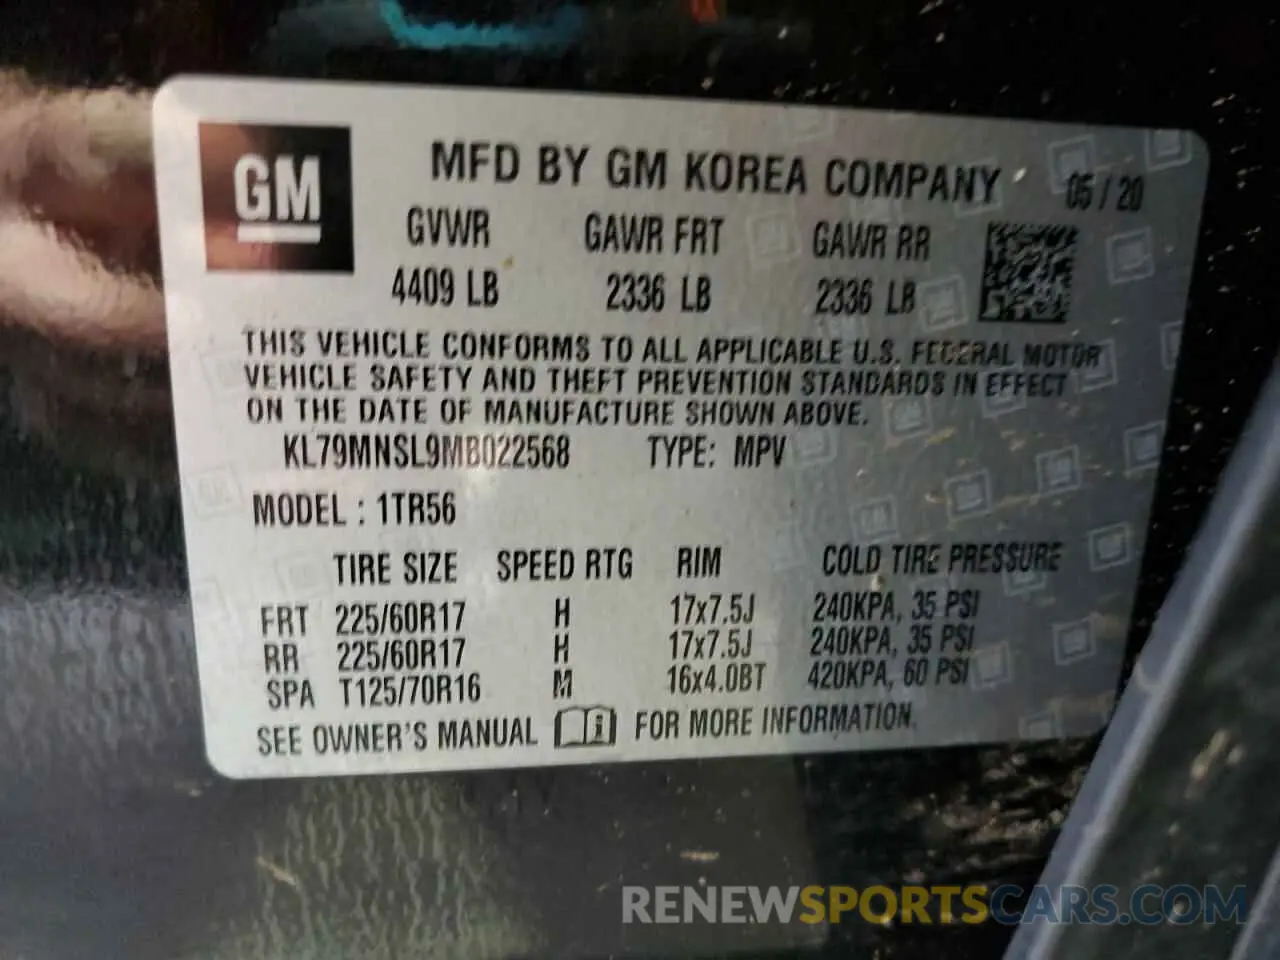 GM
MFD BY GM KOREA COMPANY 05/20
GVWR GAWR FRT GAWR RR
4409 LB 2336 LB 2336 LB
THIS VEHICLE CONFORMS TO ALL APPLICABLE U.S. FEDERAL MOTOR
VEHICLE SAFETY AND THEFT PREVENTION STANDARDS IN EFFECT
ON THE DATE OF MANUFACTURE SHOWN ABOVE.
KL79MNSL9MB022568 TYPE: MPV
MODEL : 1TR56
TIRE SIZE SPEED RTG RIM COLD TIRE PRESSURE
FRT 225/60R17 H 17x7.5J 240KPA, 35 PSI
RR 225/60R17 H 17x7.5J 240KPA, 35 PSI
SPA T125/70R16 M 16x4.0BT 420KPA, 60 PSI
SEE OWNER'S MANUAL i FOR MORE INFORMATION.
RENEWSPORTSCARS.COM